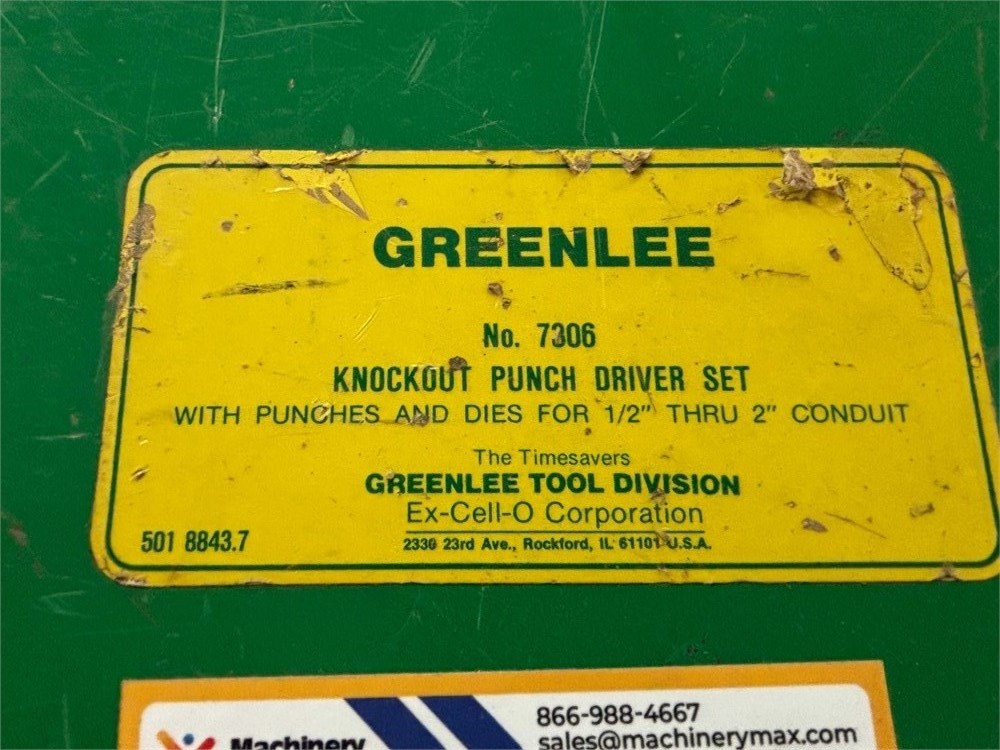 GREENLEE
No. 7306
KNOCKOUT PUNCH DRIVER SET
WITH PUNCHES AND DIES FOR 1/2" THRU 2" CONDUIT
The Timesavers
GREENLEE TOOL DIVISION
Ex-Cell-O Corporation
2330 23rd Ave., Rockford, IL 61101 U.S.A.
501 8843.7
866-988-4667
Machinery
sales@machinerymax.com